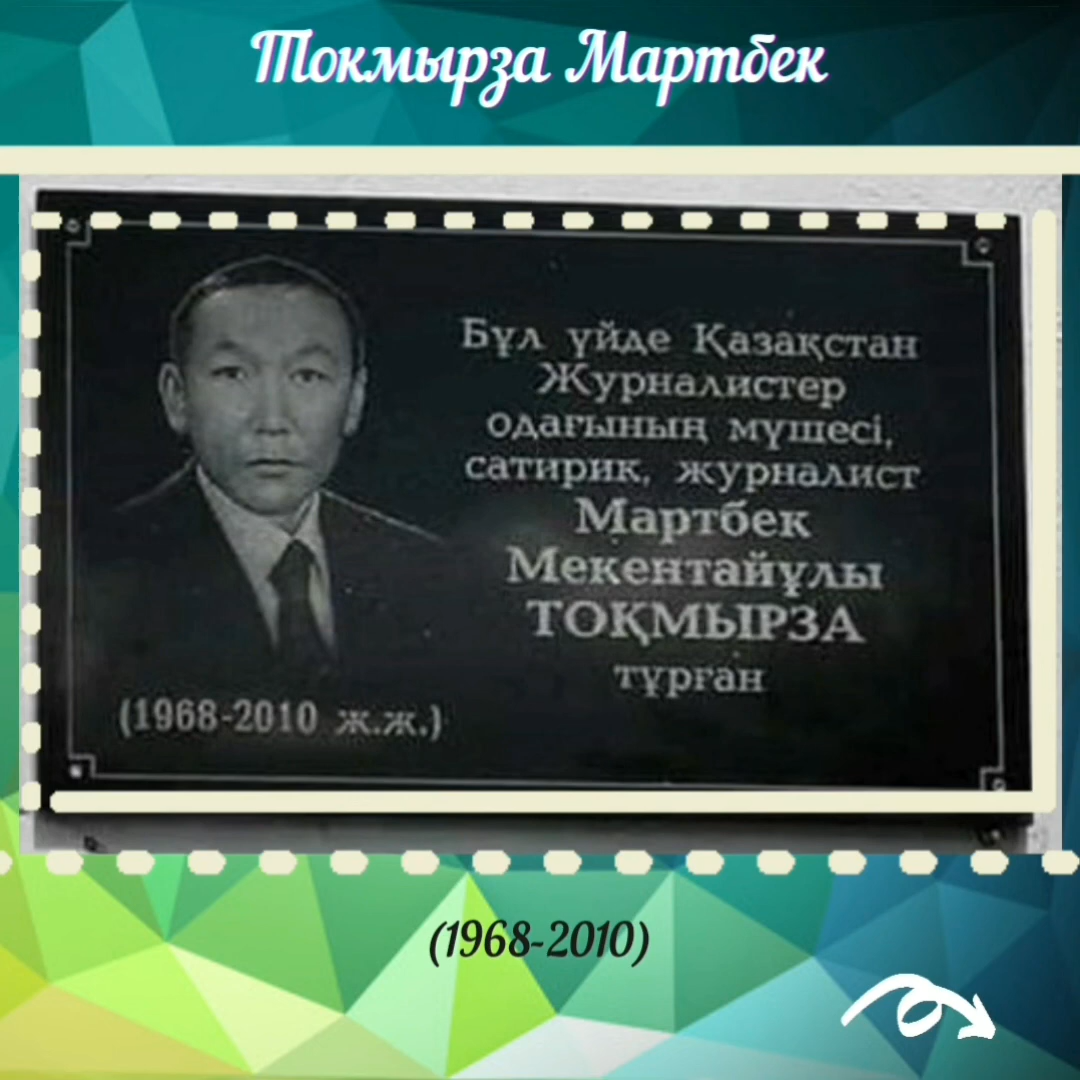 Токмырза Мартбек
Бұл үйде Қазақстан
Журналистер
одағының мүшесі,
сатирик, журналист
Мартбек
Мекентайұлы
ТОҚМЫРЗА
тұрған
(1968-2010 ж.ж.)
(1968-2010)